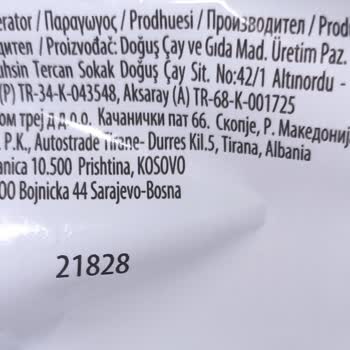 erator / Παραγωγος / Prodhuesi / Производител / Prod
дител / Proizvođač: Doğuş Çay ve Gıda Mad. Üretim Paz.
ahsin Tercan Sokak Doğuş Çay Sit. No:42/1 Altınordu -
(P) TR-34-K-043548, Aksaray (A) TR-68-K-001725
ом треј д.д.о.о. Качанички пат 66. Скопје, Р. Македониј
. P.K., Autostrade Tirane- Durres Kil.5, Tirana, Albania
anica 10.500 Prishtina, KOSOVO
OO Bojnicka 44 Sarajevo-Bosna
21828